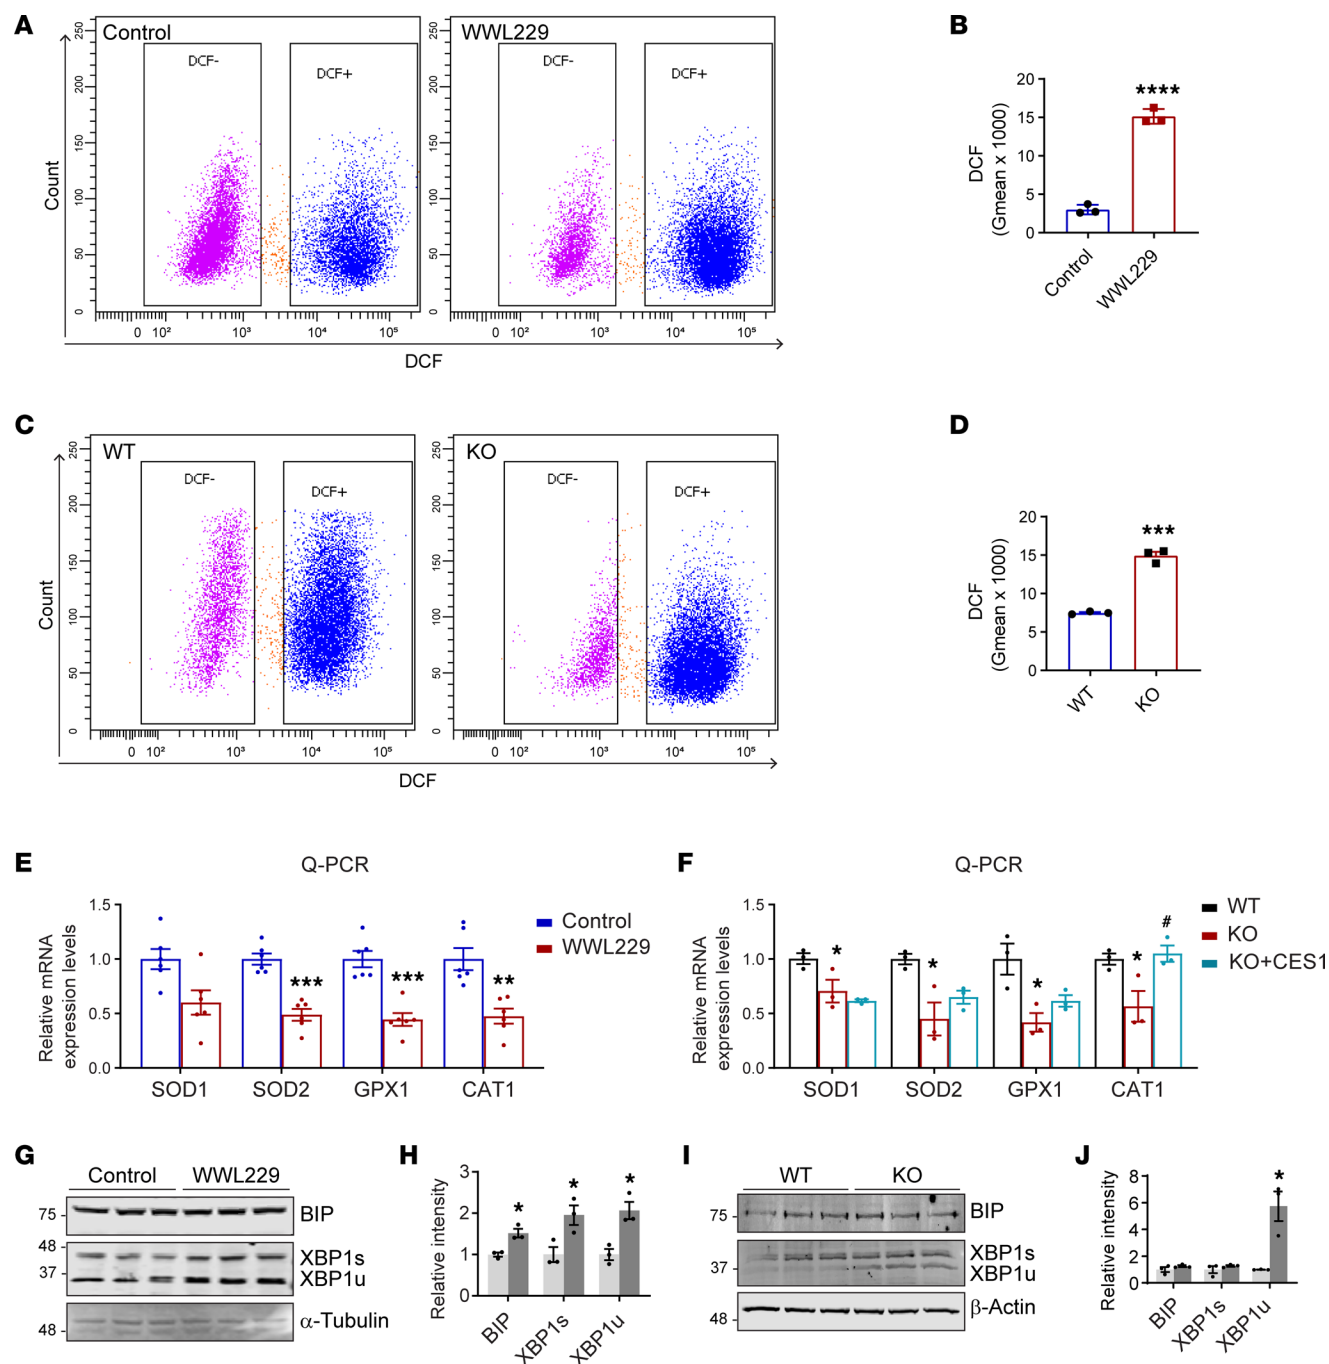 A
Control
WWL229
DCF-
DCF+
DCF-
DCF+
Count
250
200
150
100
50
0
0 10² 10³ 10⁴ 10⁵
0 10² 10³ 10⁴ 10⁵
DCF
B
DCF
(Gmean x 1000)
20
15
10
5
0
****
Control
WWL229
C
WT
KO
DCF-
DCF+
DCF-
DCF+
Count
250
200
150
100
50
0
0 10² 10³ 10⁴ 10⁵
0 10² 10³ 10⁴ 10⁵
DCF
D
DCF
(Gmean x 1000)
20
15
10
5
0
***
WT
KO
E
Q-PCR
Relative mRNA
expression levels
1.5
1.0
0.5
0.0
Control
WWL229
*** *** **
SOD1 SOD2 GPX1 CAT1
F
Q-PCR
Relative mRNA
expression levels
1.5
1.0
0.5
0.0
WT
KO
KO+CES1
* * * * #
SOD1 SOD2 GPX1 CAT1
G
Control WWL229
75
BIP
48
37
XBP1s
XBP1u
48
α-Tubulin
H
Relative intensity
3
2
1
0
* * *
BIP
XBP1s
XBP1u
I
WT KO
75
BIP
48
37
XBP1s
XBP1u
48
β-Actin
J
Relative intensity
8
6
4
2
0
*
BIP
XBP1s
XBP1u